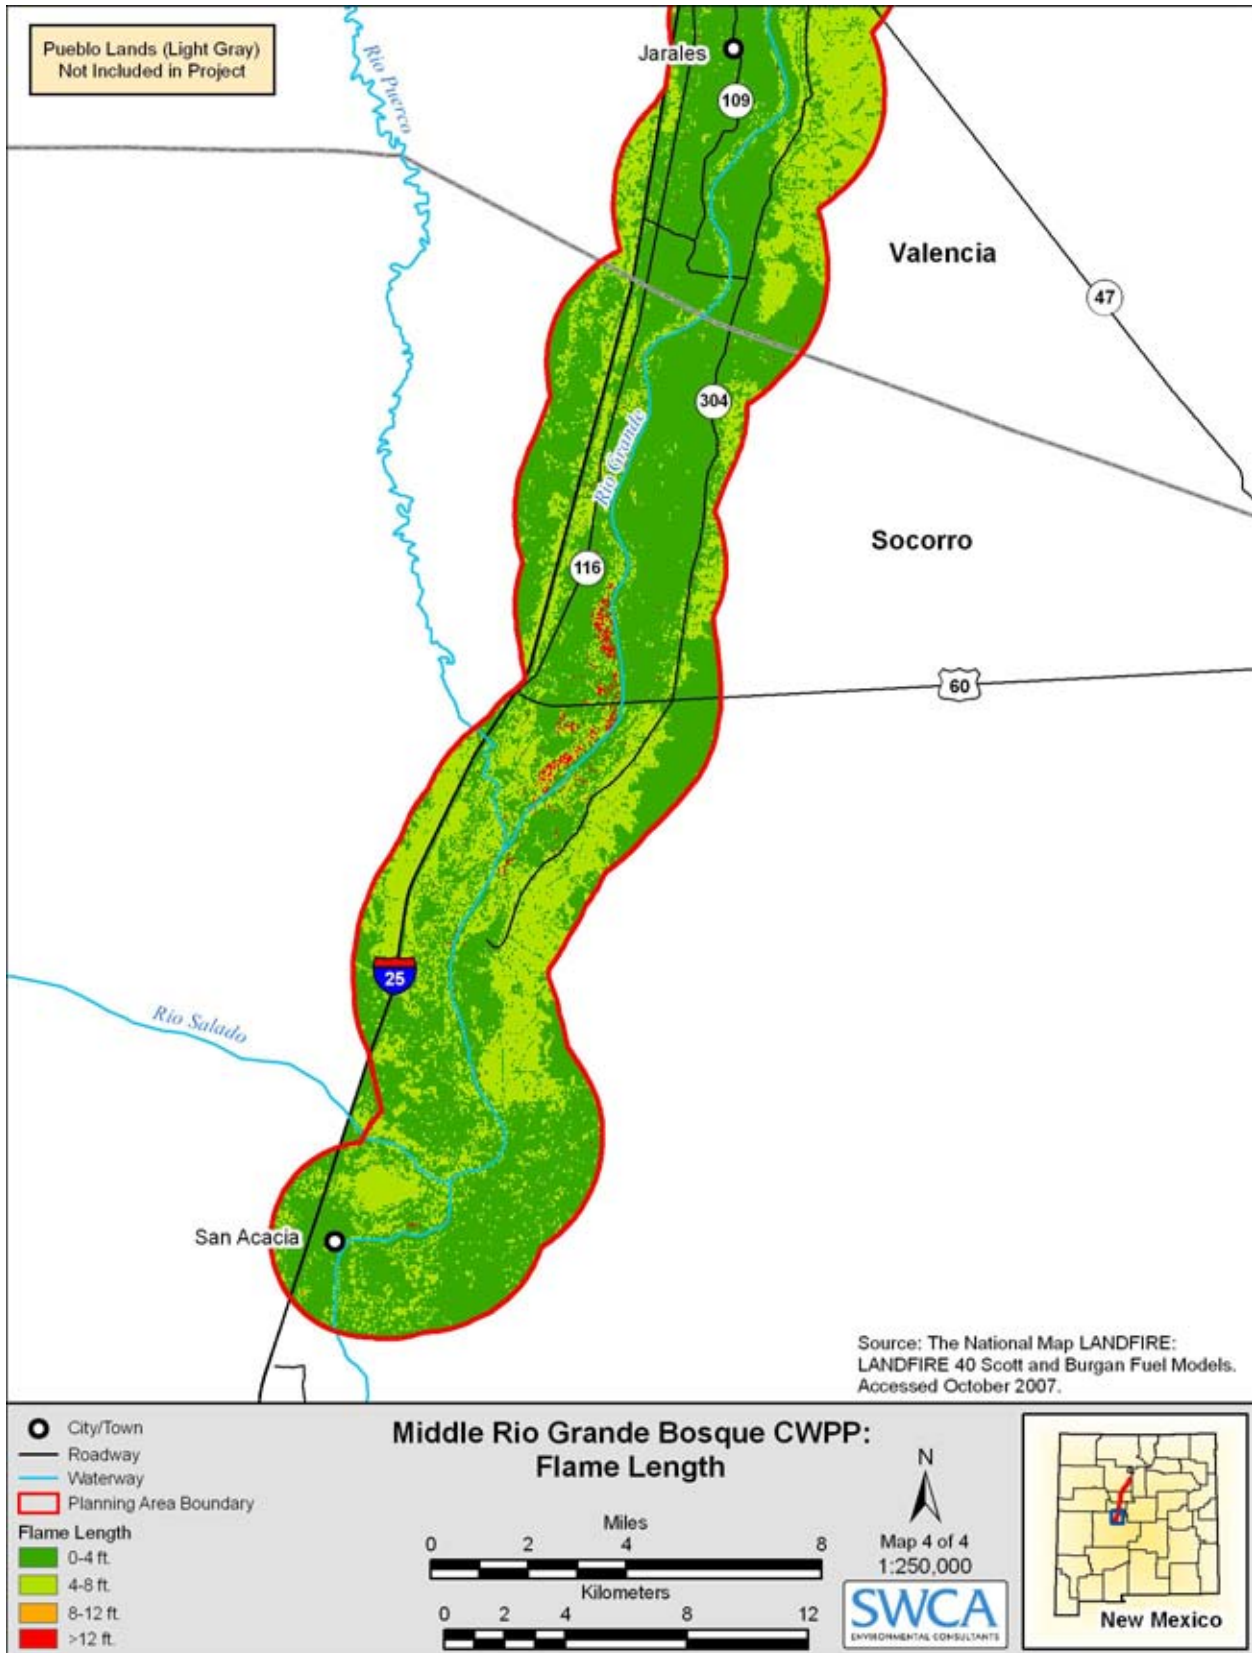 Pueblo Lands (Light Gray)
Not Included in Project
Rio Puerco
Jarales
109
Valencia
47
304
Rio Grande
Socorro
116
60
25
Rio Salado
San Acacia
Source: The National Map LANDFIRE:
LANDFIRE 40 Scott and Burgan Fuel Models.
Accessed October 2007.
City/Town
Roadway
Waterway
Planning Area Boundary
Flame Length
0-4 ft.
4-8 ft.
8-12 ft.
>12 ft.
Middle Rio Grande Bosque CWPP:
Flame Length
Miles
0 2 4 8
Kilometers
0 2 4 8 12
N
Map 4 of 4
1:250,000
SWCA
ENVIRONMENTAL CONSULTANTS
New Mexico